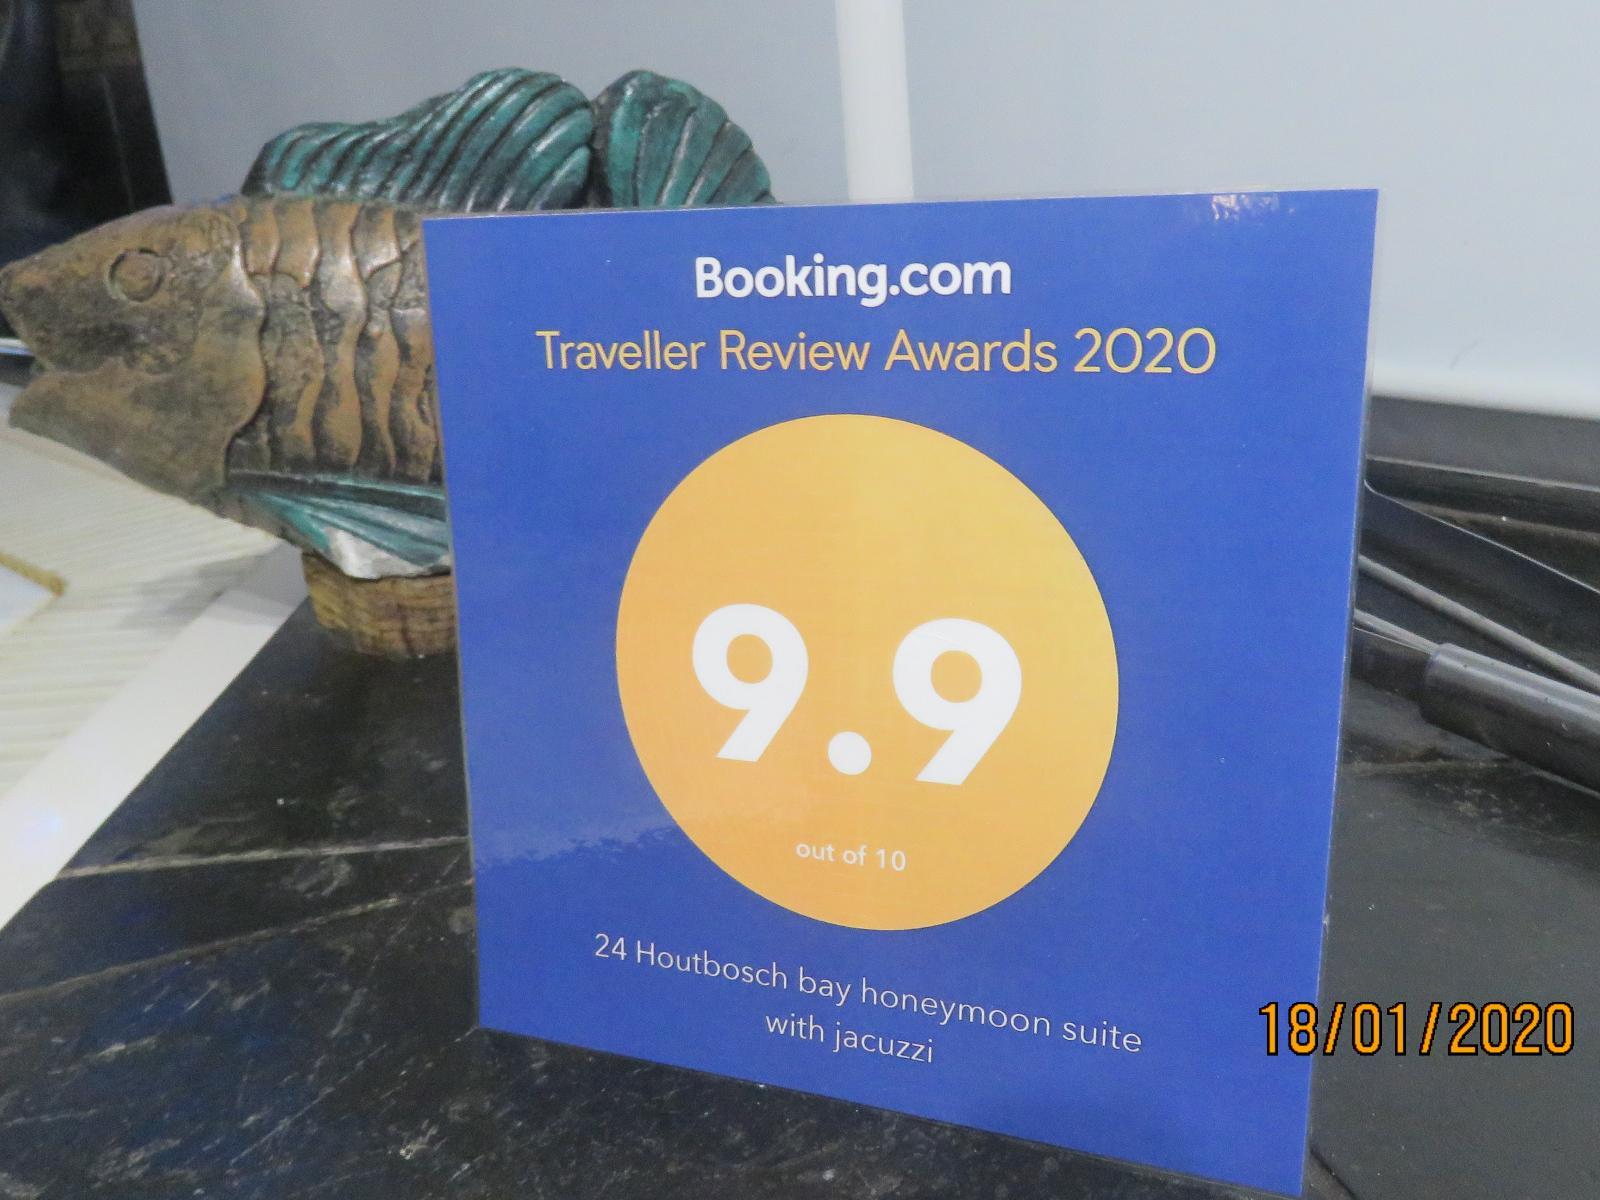 Booking.com
Traveller Review Awards 2020
9.9
out of 10
24 Houtbosch bay honeymoon suite
with jacuzzi
18/01/2020